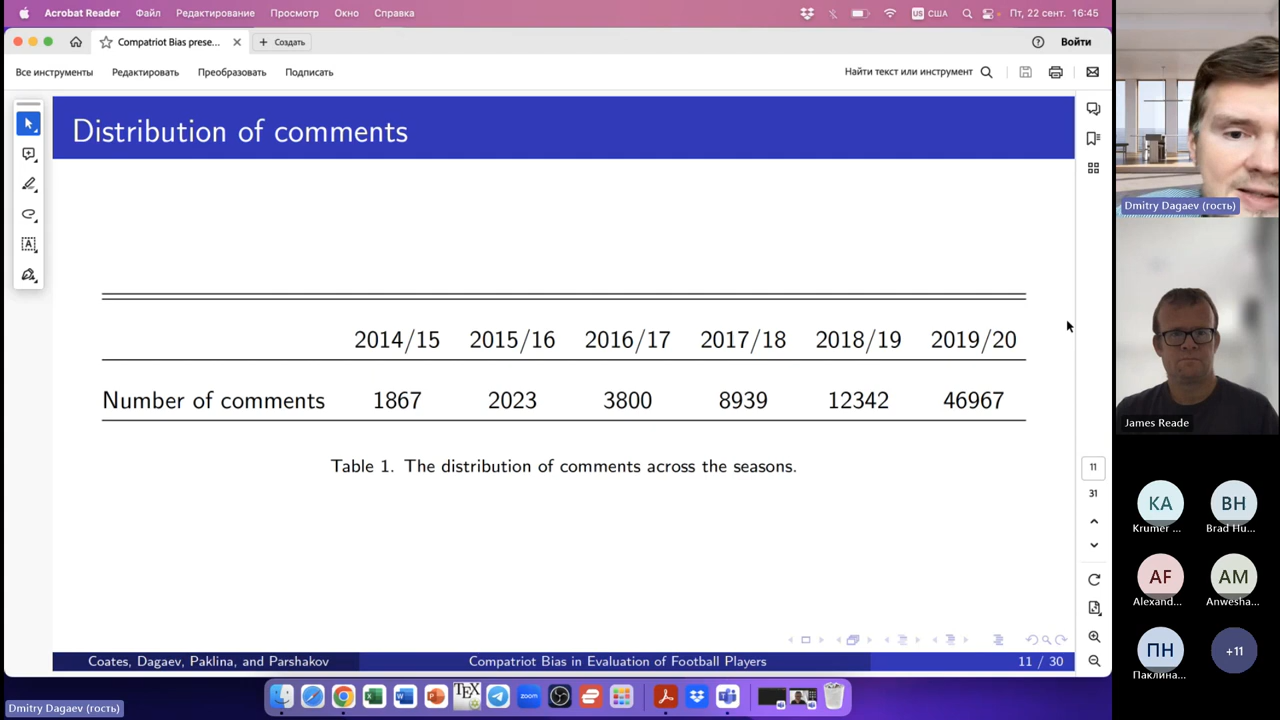 Acrobat Reader Файл Редактирование Просмотр Окно Справка США Пт, 22 сент. 16:45
Compatriot Bias prese... Создать Войти
Все инструменты Редактировать Преобразовать Подписать Найти текст или инструмент
Distribution of comments
2014/15 2015/16 2016/17 2017/18 2018/19 2019/20
Number of comments 1867 2023 3800 8939 12342 46967
Table 1. The distribution of comments across the seasons.
11
31
Coates, Dagaev, Paklina, and Parshakov Compatriot Bias in Evaluation of Football Players 11 / 30
TEX
zoom
Dmitry Dagaev (гость)
Dmitry Dagaev (гость)
James Reade
KA BH
Krumer ... Brad Hu...
AF AM
Alexand... Anwesha...
ПН +11
Паклина...